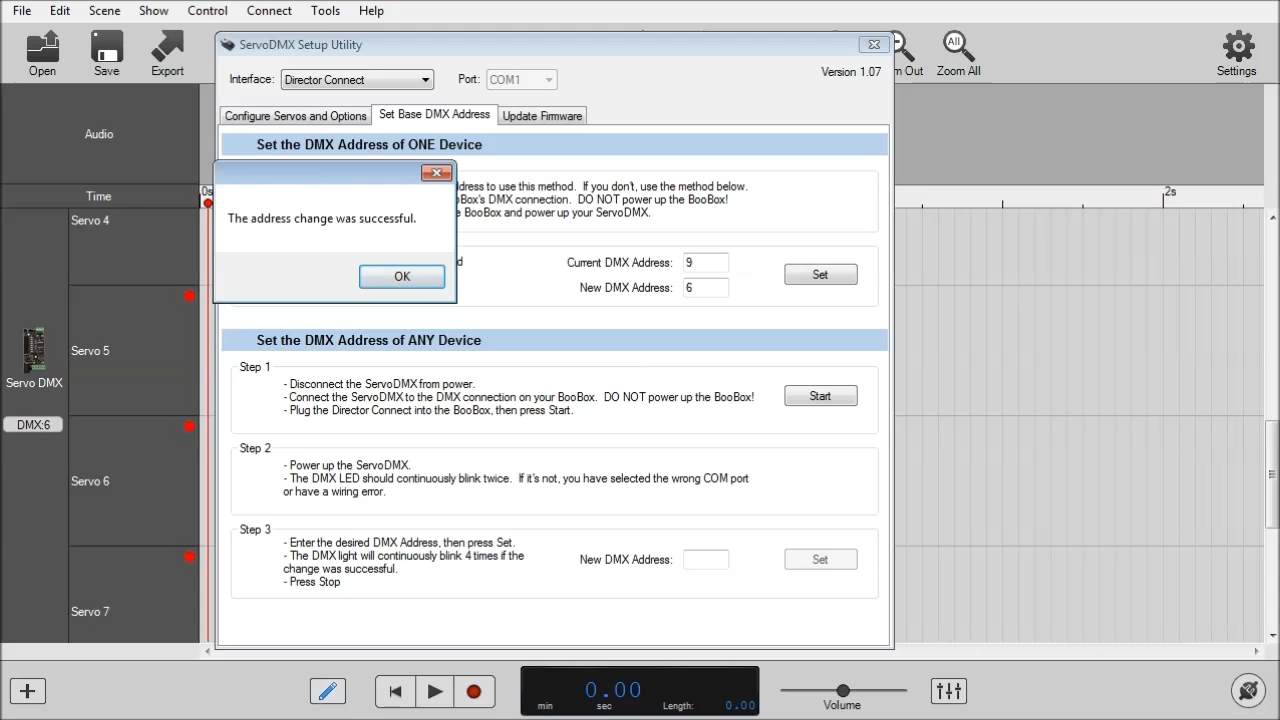 File Edit Scene Show Control Connect Tools Help
Open Save Export
m Out Zoom All Settings
All
ServoDMX Setup Utility
Interface: Director Connect Port: COM1 Version 1.07
Configure Servos and Options Set Base DMX Address Update Firmware
Set the DMX Address of ONE Device
dress to use this method. If you don't, use the method below.
Box's DMX connection. DO NOT power up the BooBox!
e BooBox and power up your ServoDMX.
The address change was successful.
OK
d
Current DMX Address: 9
New DMX Address: 6
Set
Set the DMX Address of ANY Device
Step 1
- Disconnect the ServoDMX from power.
- Connect the ServoDMX to the DMX connection on your BooBox. DO NOT power up the BooBox!
- Plug the Director Connect into the BooBox, then press Start.
Start
Step 2
- Power up the ServoDMX.
- The DMX LED should continuously blink twice. If it's not, you have selected the wrong COM port
or have a wiring error.
Step 3
- Enter the desired DMX Address, then press Set.
- The DMX light will continuously blink 4 times if the
change was successful.
- Press Stop
New DMX Address:
Set
Audio
Time 0s 2s
Servo 4
Servo 5
Servo DMX
DMX:6
Servo 6
Servo 7
0.00
min sec Length: 0.00
Volume